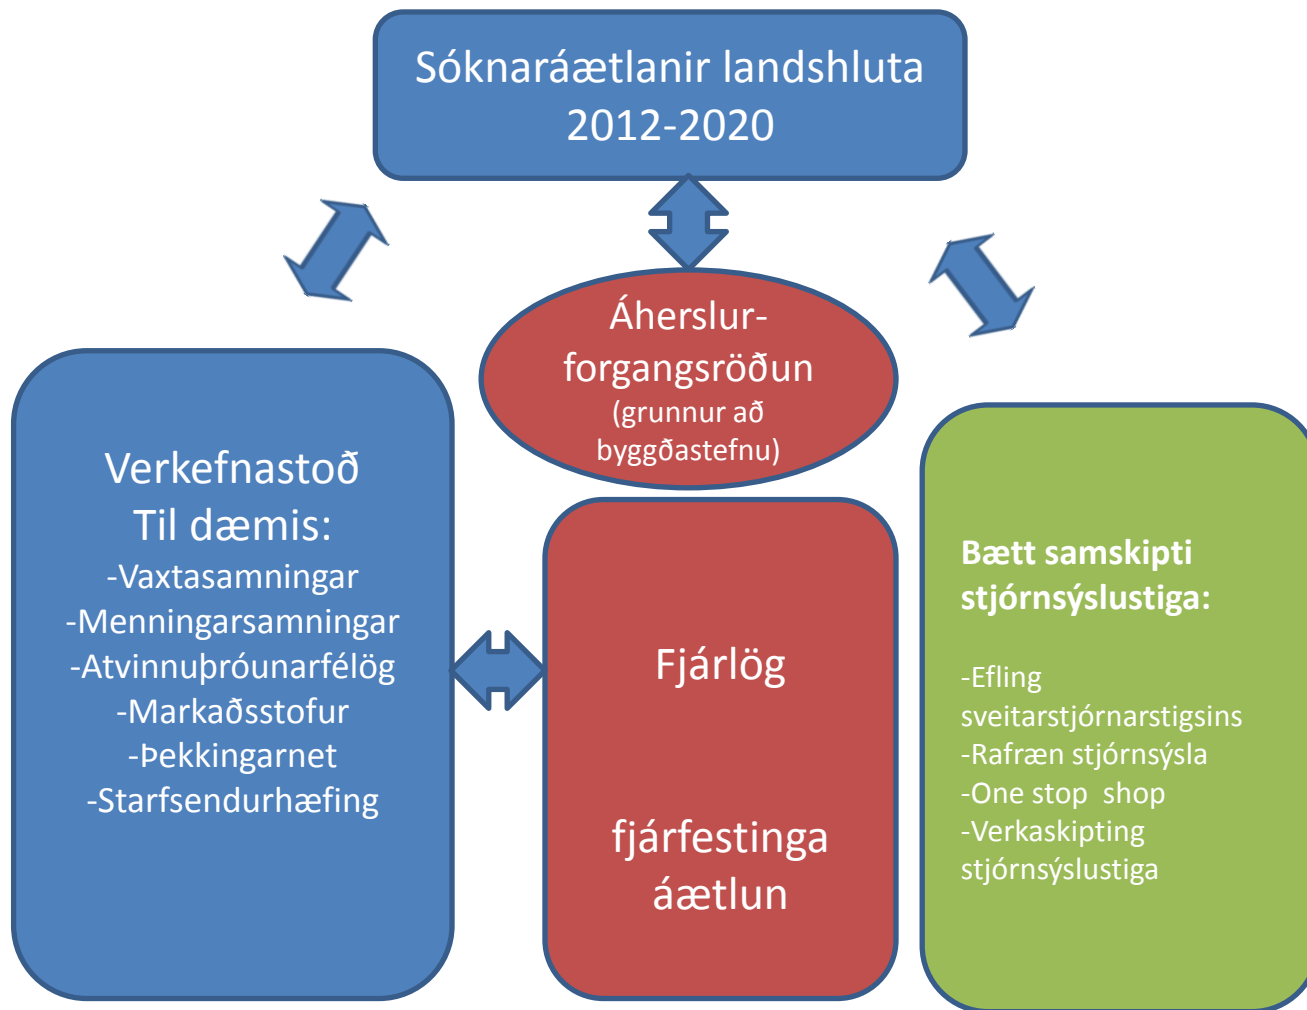 Sóknaráætlanir landshluta
2012-2020
Áherslur-
forgangsröðun
(grunnur að
byggðastefnu)
Verkefnastoð
Til dæmis:
-Vaxtasamningar
-Menningarsamningar
-Atvinnuþróunarfélög
-Markaðsstofur
-Þekkingarnet
-Starfsendurhæfing
Fjárlög
fjárfestinga
áætlun
Bætt samskipti
stjórnsýslustiga:
-Efling
sveitarstjórnarstigsins
-Rafræn stjórnsýsla
-One stop  shop
-Verkaskipting
stjórnsýslustiga